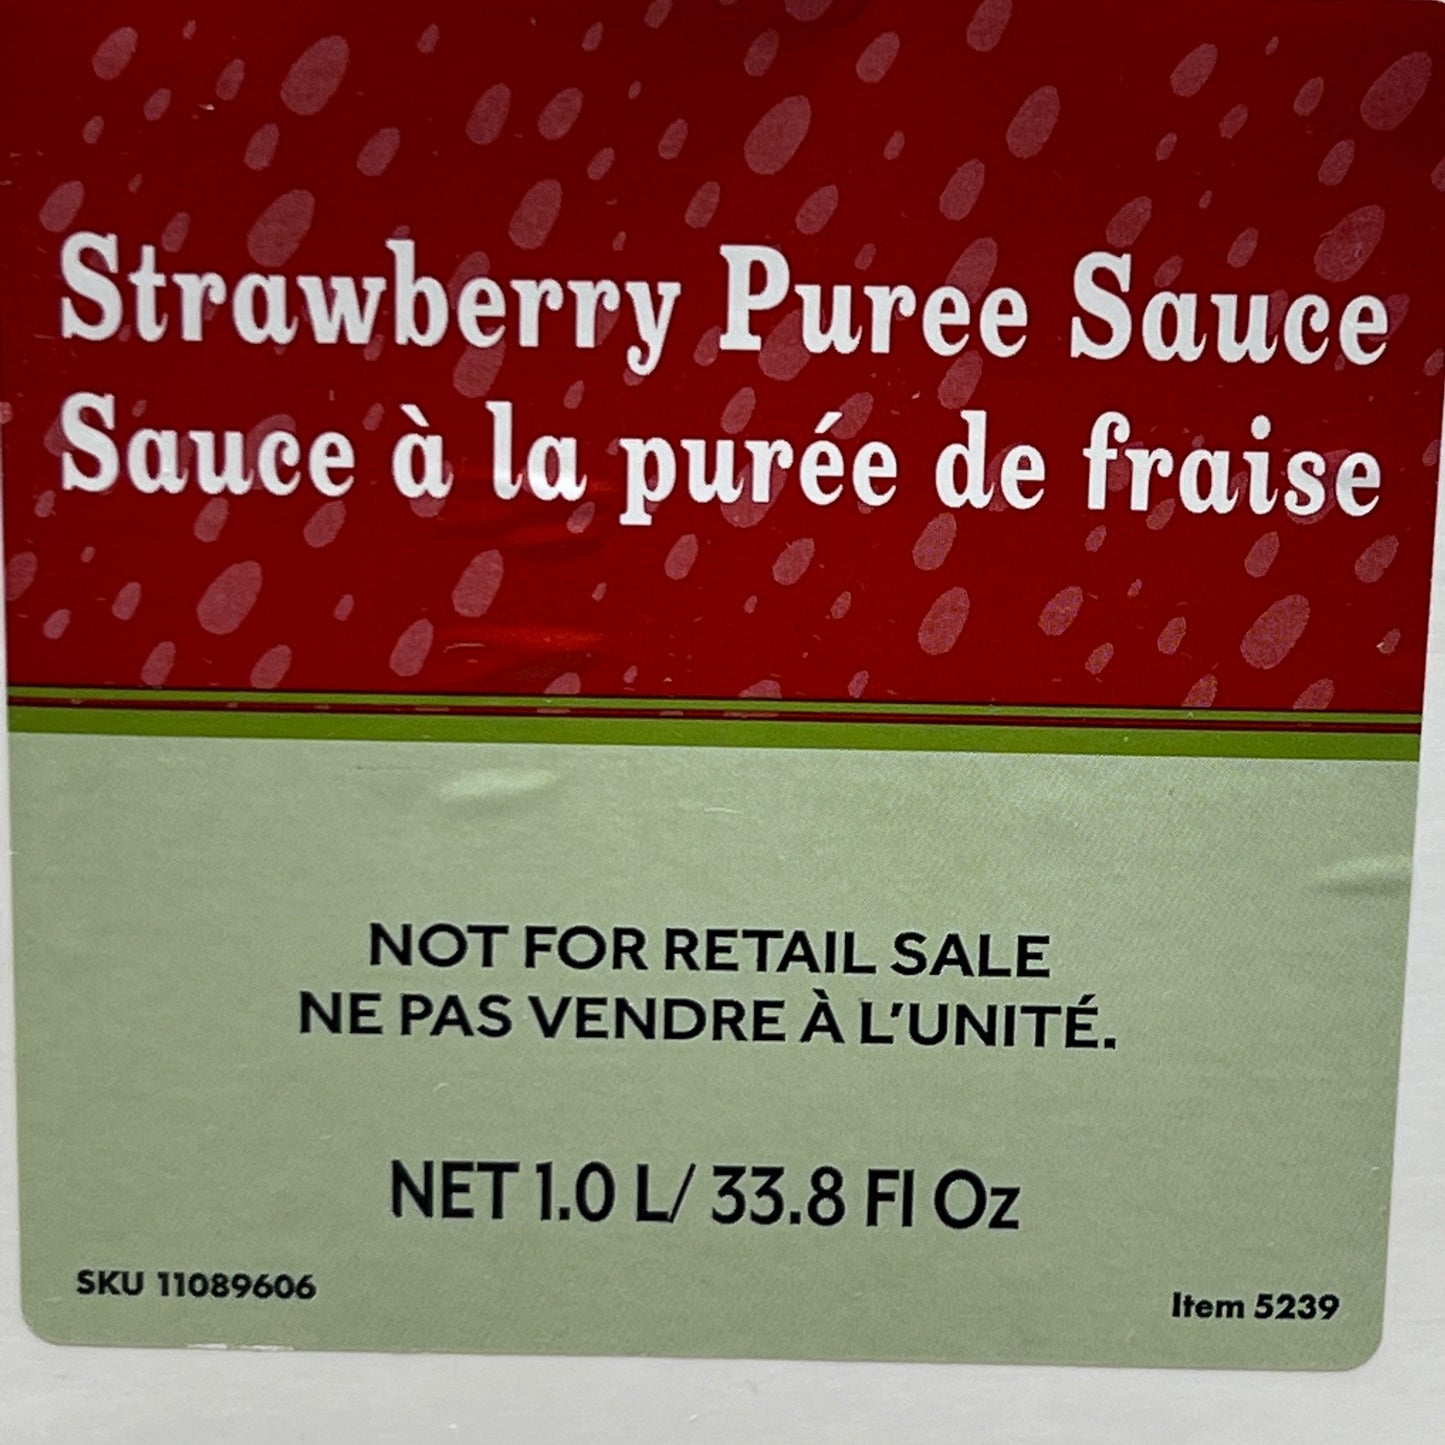 Strawberry Puree Sauce
Sauce à la purée de fraise
NOT FOR RETAIL SALE
NE PAS VENDRE À L'UNITÉ.
NET 1.0 L/ 33.8 Fl Oz
SKU 11089606
Item 5239